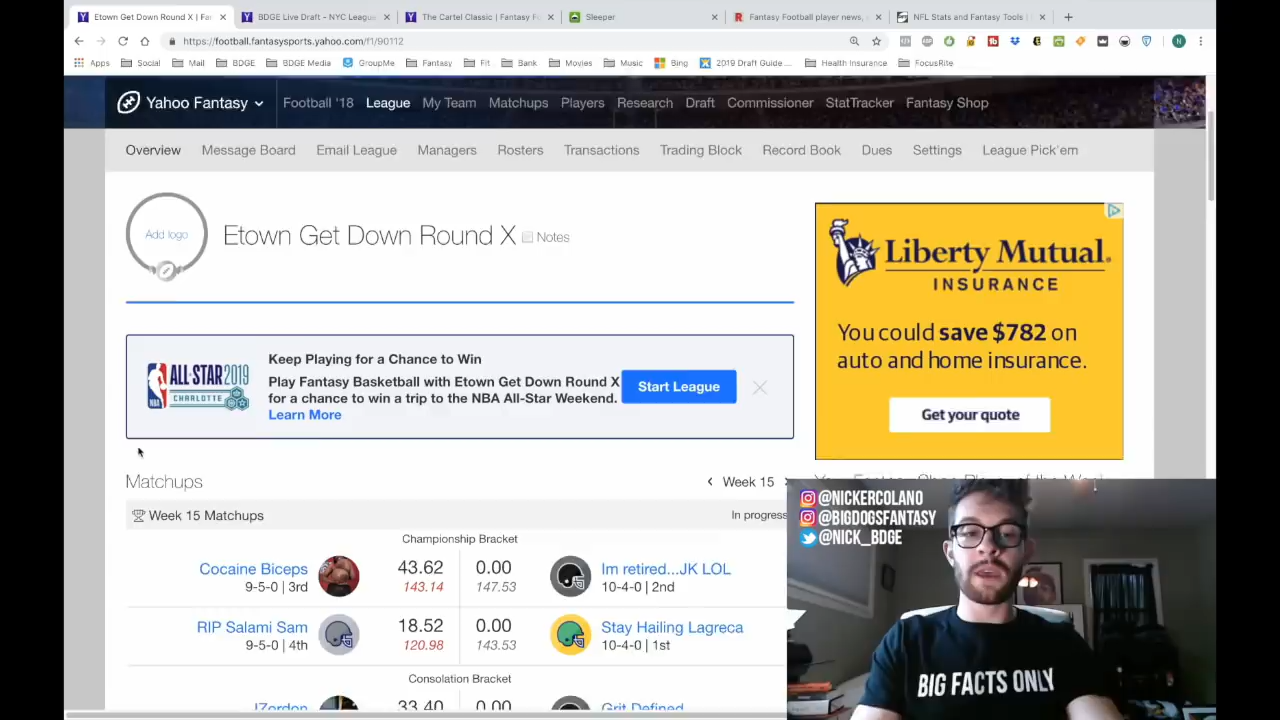 Etown Get Down Round X | Fan
BDGE Live Draft - NYC League
The Cartel Classic | Fantasy F
Sleeper
Fantasy Football player news,
NFL Stats and Fantasy Tools |
https://football.fantasysports.yahoo.com/f1/90112
N
Apps Social Mail BDGE BDGE Media GroupMe Fantasy Fit Bank Movies Music Bing 2019 Draft Guide ... Health Insurance FocusRite
Yahoo Fantasy Football '18 League My Team Matchups Players Research Draft Commissioner StatTracker Fantasy Shop
Overview Message Board Email League Managers Rosters Transactions Trading Block Record Book Dues Settings League Pick'em
Add logo
Etown Get Down Round X Notes
Liberty Mutual.
INSURANCE
You could save $782 on
auto and home insurance.
Get your quote
NBA ALL STAR 2019
CHARLOTTE
Keep Playing for a Chance to Win
Play Fantasy Basketball with Etown Get Down Round X
for a chance to win a trip to the NBA All-Star Weekend.
Learn More
Start League
Matchups
Week 15
Week 15 Matchups
In progress
Championship Bracket
Cocaine Biceps 43.62 0.00 Im retired...JK LOL
9-5-0 | 3rd 143.14 147.53 10-4-0 | 2nd
RIP Salami Sam 18.52 0.00 Stay Hailing Lagreca
9-5-0 | 4th 120.98 143.53 10-4-0 | 1st
Consolation Bracket
JZordon 33.40 0.00 Grit Defined
@NICKERCOLANO
@BIGDOGSFANTASY
@NICK_BDGE
BIG FACTS ONLY